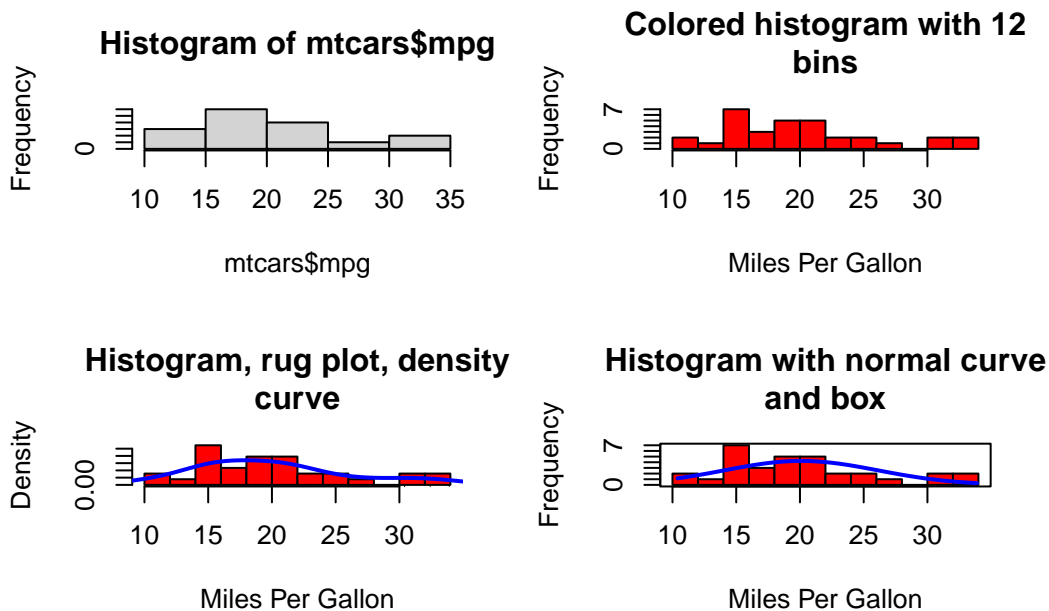 Histogram of mtcars$mpg
Frequency
0
10 15 20 25 30 35
mtcars$mpg
Colored histogram with 12
bins
Frequency
0 7
10 15 20 25 30
Miles Per Gallon
Histogram, rug plot, density
curve
Density
0.00
10 15 20 25 30
Miles Per Gallon
Histogram with normal curve
and box
Frequency
0 7
10 15 20 25 30
Miles Per Gallon